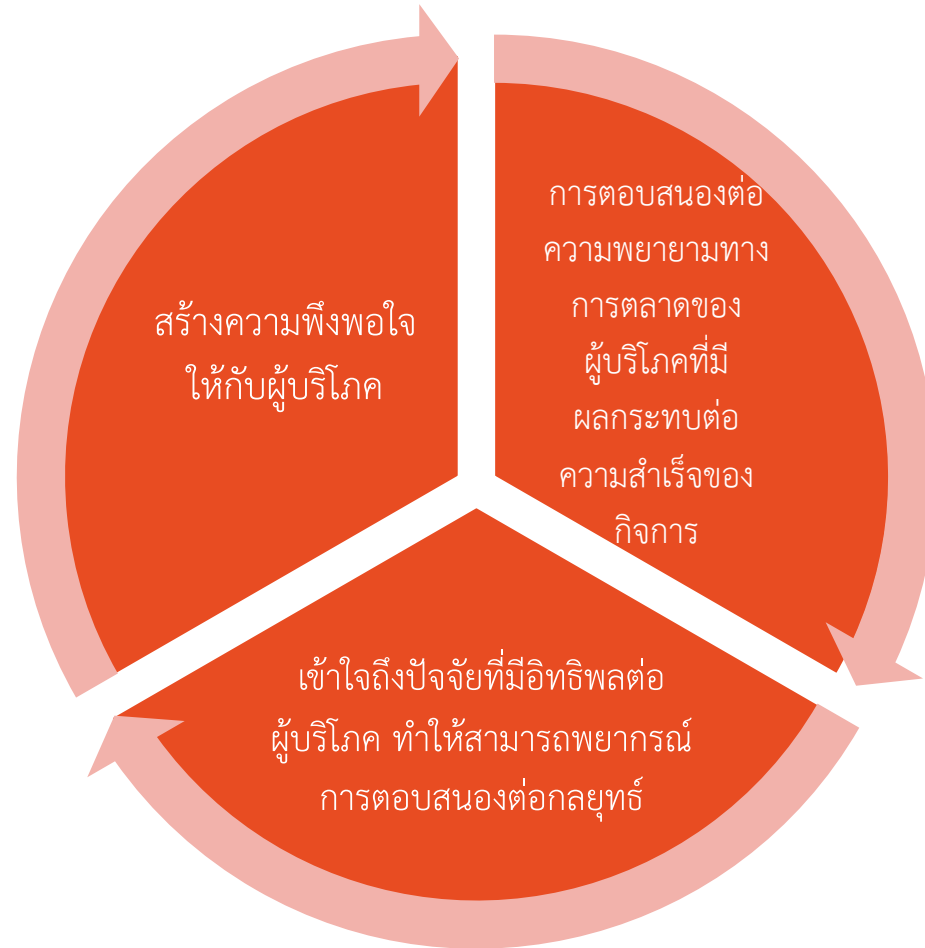 สร้างความพึงพอใจ
ให้กับผู้บริโภค
การตอบสนองต่อ
ความพยายามทาง
การตลาดของ
ผู้บริโภคที่มี
ผลกระทบต่อ
ความสำเร็จของ
กิจการ
เข้าใจถึงปัจจัยที่มีอิทธิพลต่อ
ผู้บริโภค ทำให้สามารถพยากรณ์
การตอบสนองต่อกลยุทธ์